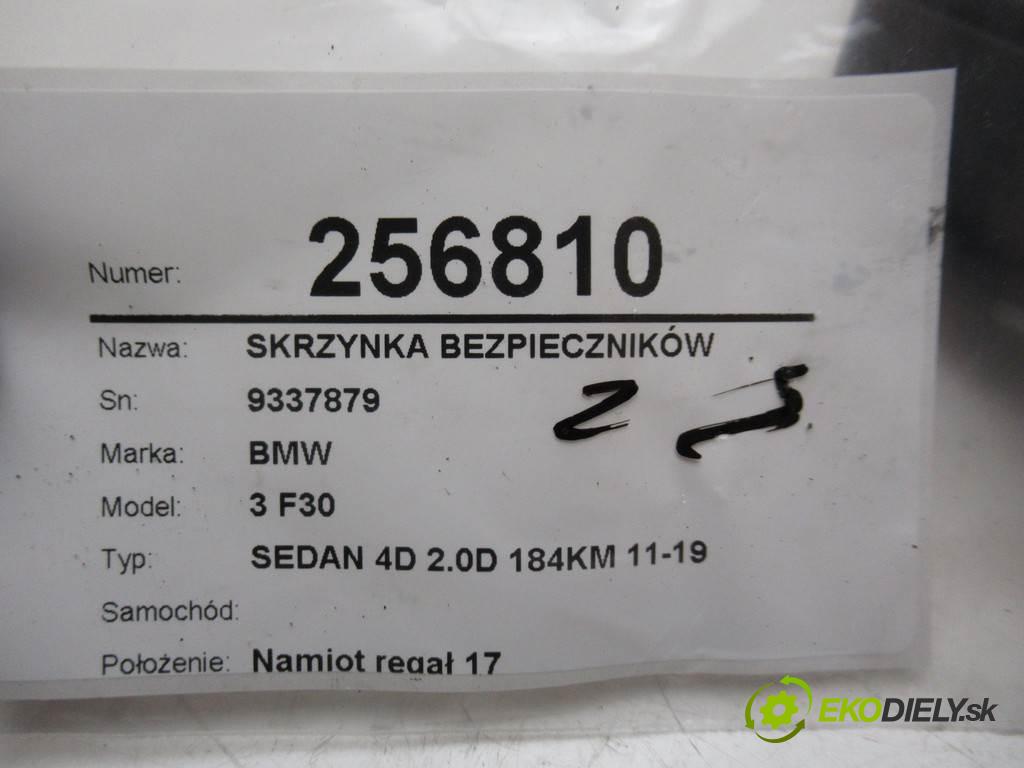 Numer: 256810
Nazwa: SKRZYNKA BEZPIECZNIKÓW
Sn: 9337879
Marka: BMW
Model: 3 F30
Typ: SEDAN 4D 2.0D 184KM 11-19
Samochód:
Położenie: Namiot regał 17
EKODIELY.sk